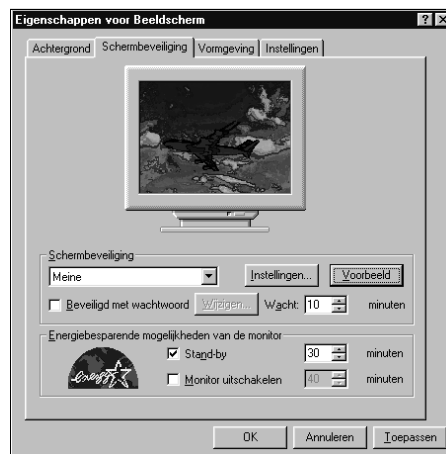 Eigenschappen voor Beeldscherm
Achtergrond Schermbeveiliging Vormgeving Instellingen
Schermbeveiliging
Meine Instellingen... Voorbeeld
Beveiligd met wachtwoord Wijzigen... Wacht: 10 minuten
Energiebesparende mogelijkheden van de monitor
Stand-by 30 minuten
Monitor uitschakelen 40 minuten
energy
OK Annuleren Toepassen